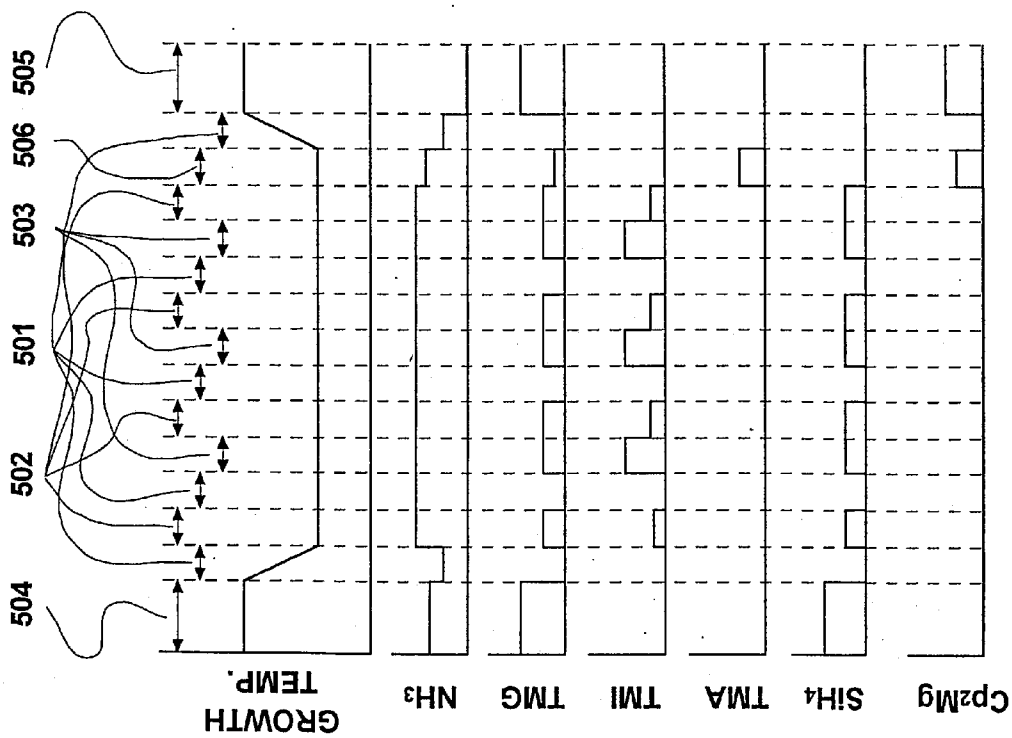 504
502
501
503
506
505
GROWTH
TEMP.
NH3
TMG
TMI
TMA
SiH4
Cp2Mg